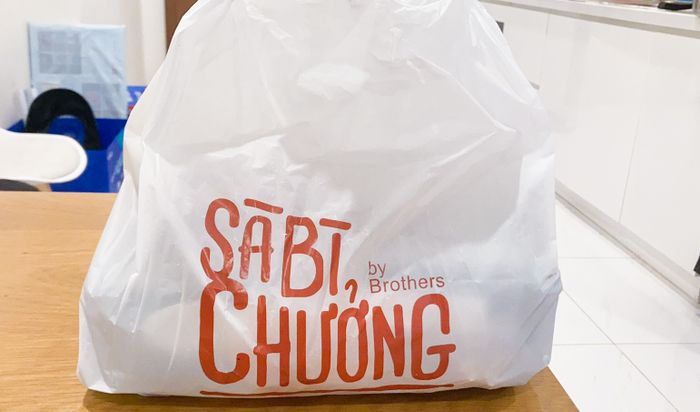 SÀ BÌ
by
Brothers
CHƯỞNG